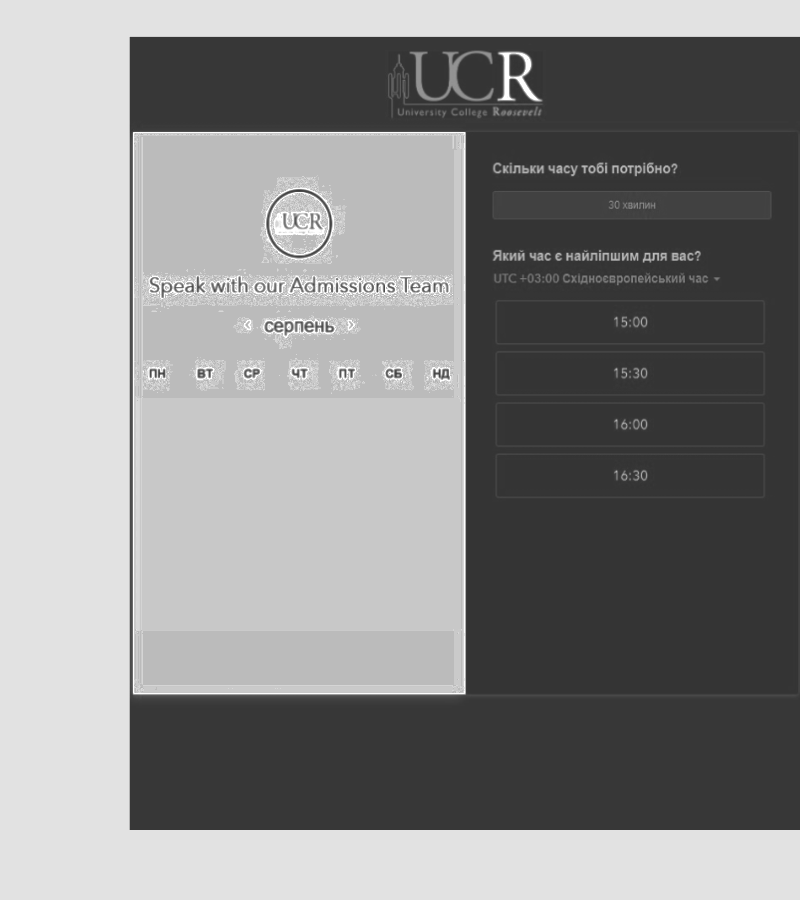 UCR
University College Roosevelt
UCR
Speak with our Admissions Team
серпень
ПН ВТ СР ЧТ ПТ СБ НД
Скільки часу тобі потрібно?
30 хвилин
Який час є найліпшим для вас?
UTC +03:00 Східноєвропейський час
15:00
15:30
16:00
16:30